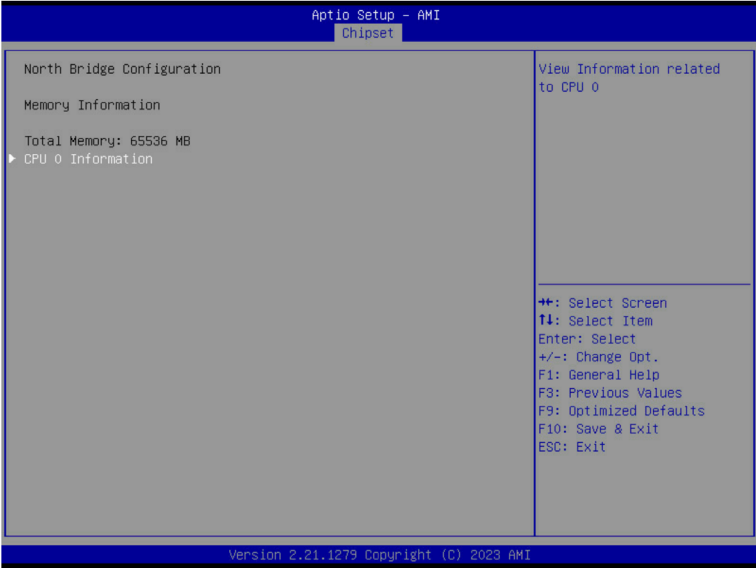 Aptio Setup – AMI
Chipset
North Bridge Configuration
Memory Information
Total Memory: 65536 MB
CPU 0 Information
View Information related
to CPU 0
→←: Select Screen
↑↓: Select Item
Enter: Select
+/-: Change Opt.
F1: General Help
F3: Previous Values
F9: Optimized Defaults
F10: Save & Exit
ESC: Exit
Version 2.21.1279 Copyright (C) 2023 AMI